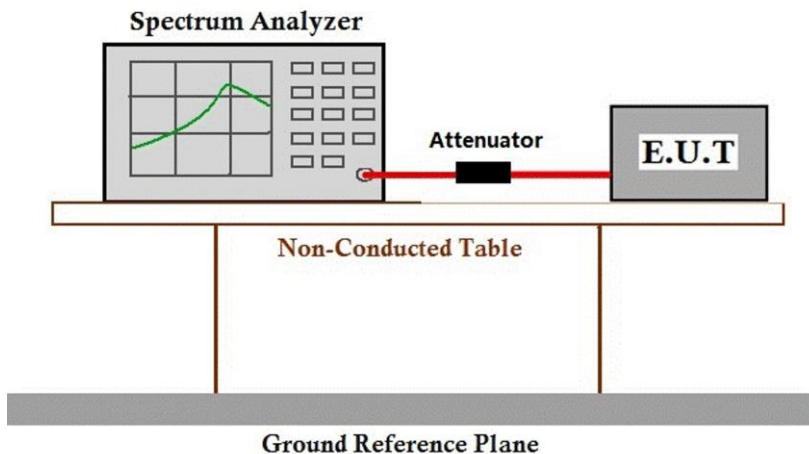 Spectrum Analyzer
Attenuator
E.U.T
Non-Conducted Table
Ground Reference Plane